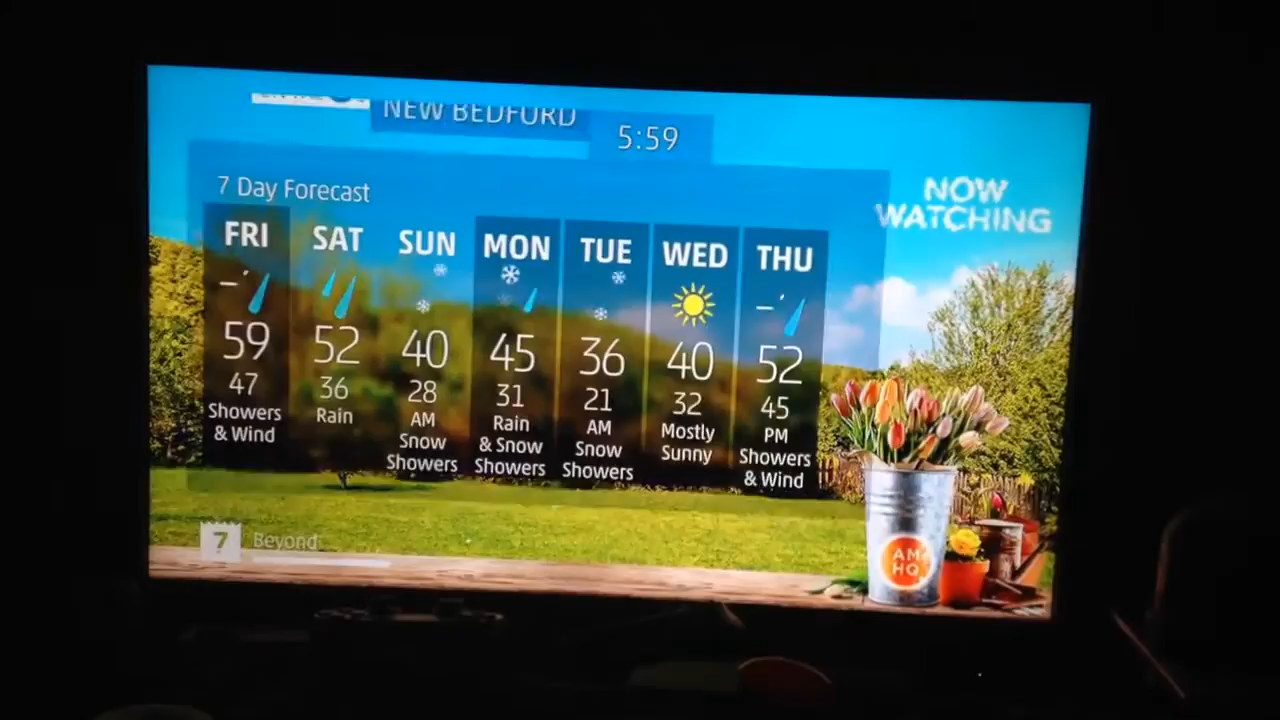 NEW BEDFORD
5:59
7 Day Forecast
NOW
WATCHING
FRI
59
47
Showers
& Wind
SAT
52
36
Rain
SUN
40
28
AM
Snow
Showers
MON
45
31
Rain
& Snow
Showers
TUE
36
21
AM
Snow
Showers
WED
40
32
Mostly
Sunny
THU
52
45
PM
Showers
& Wind
7
Beyond
AM
HQ